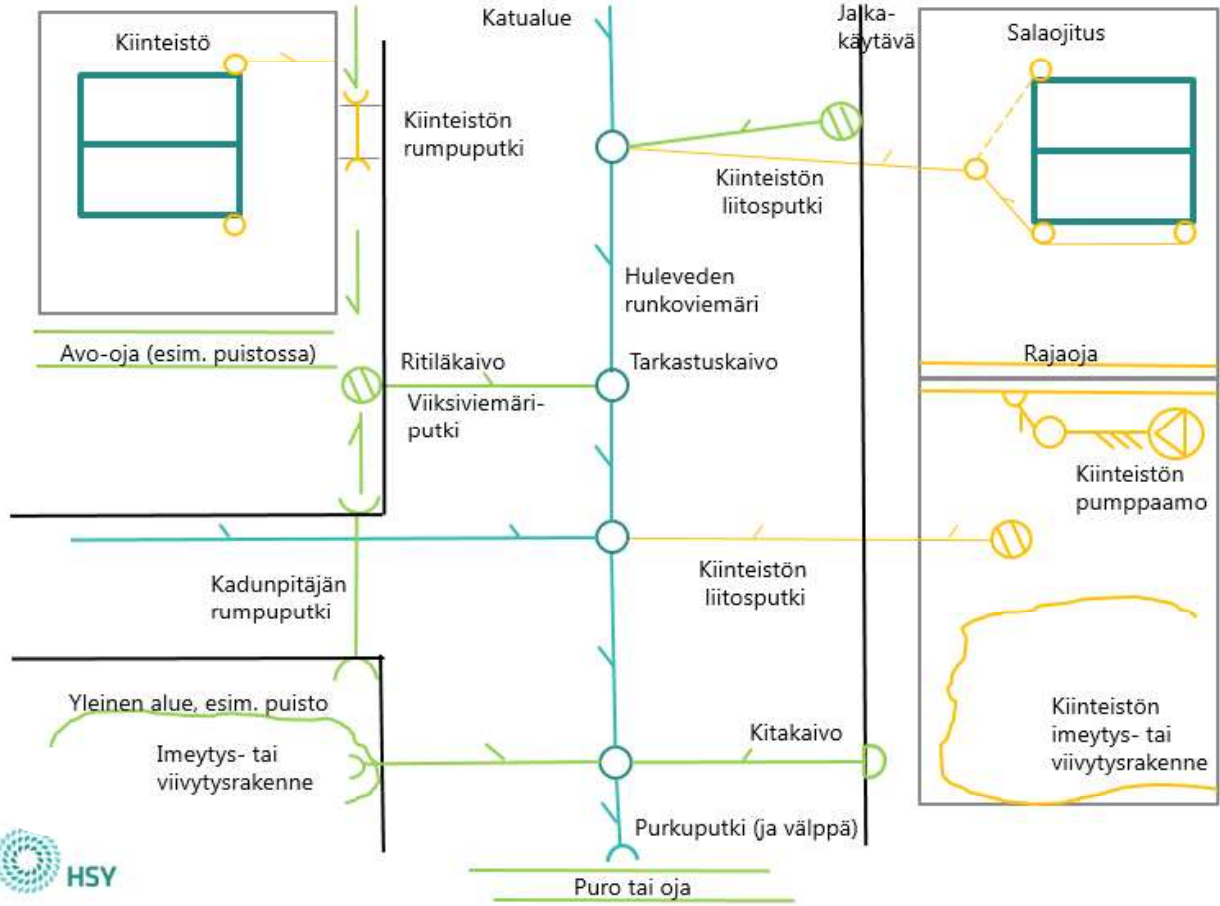 Katualue
Jalka-
käytävä
Kiinteistö
Salaojitus
Kiinteistön
rumpuputki
Kiinteistön
liitosputki
Huleveden
runkoviemäri
Avo-oja (esim. puistossa)
Ritiläkaivo
Tarkastuskaivo
Rajaoja
Viiksiviemäri-
putki
Kiinteistön
pumppaamo
Kadunpitäjän
rumpuputki
Kiinteistön
liitosputki
Yleinen alue, esim. puisto
Imeytys- tai
viivytysrakenne
Kitakaivo
Kiinteistön
imeytys- tai
viivytysrakenne
Purkuputki (ja välppä)
HSY
Puro tai oja